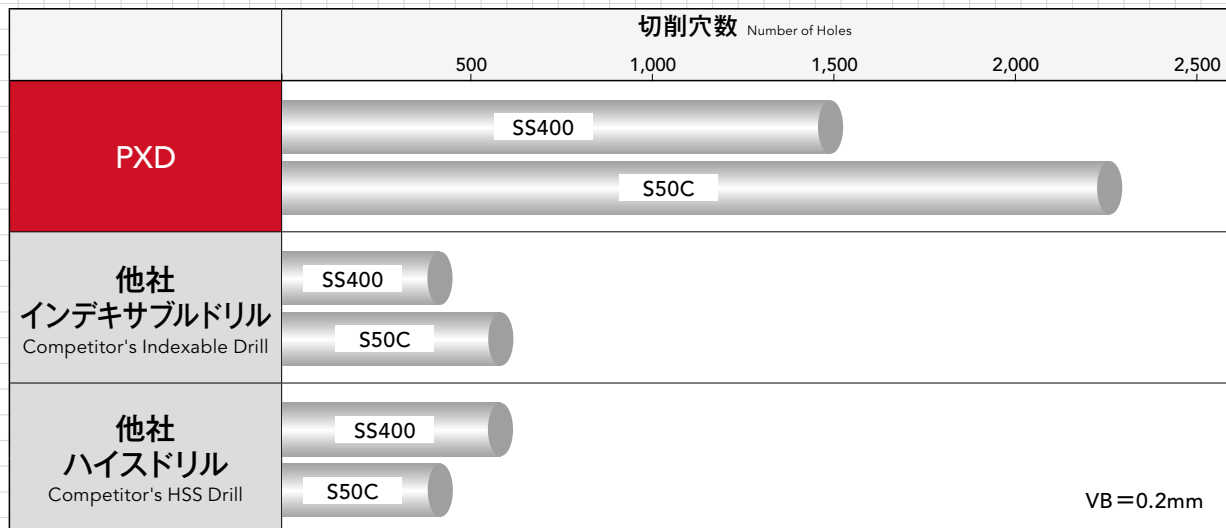 切削穴数 Number of Holes
500 1,000 1,500 2,000 2,500
PXD
SS400
S50C
他社
インデキサブルドリル
Competitor's Indexable Drill
SS400
S50C
他社
ハイスドリル
Competitor's HSS Drill
SS400
S50C
VB＝0.2mm